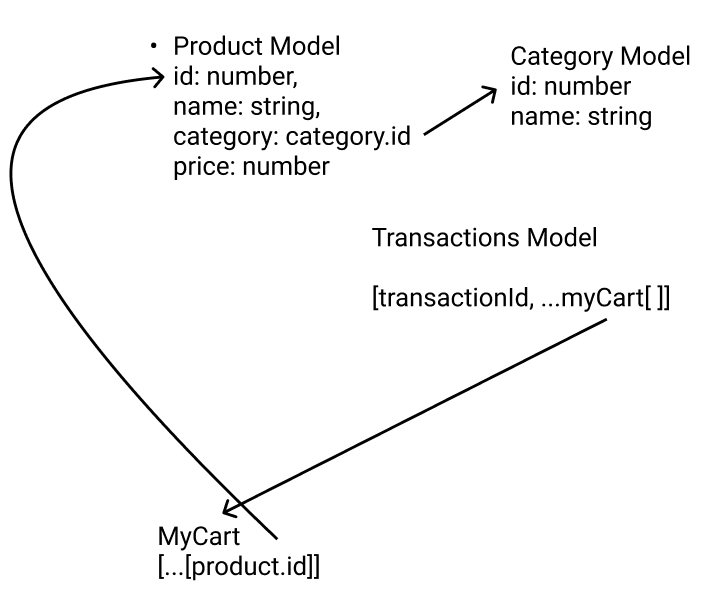 • Product Model
id: number,
name: string,
category: category.id
price: number
Category Model
id: number
name: string
Transactions Model
[transactionId, ...myCart[ ]]
MyCart
[...[product.id]]